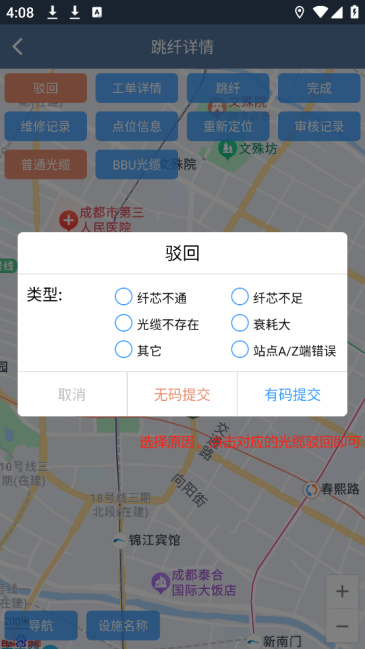 4:08
A
跳纤详情
驳回
工单详情
跳纤
完成
文殊院
维修记录
点位信息
重新定位
审核记录
文殊坊
普通光缆
BBU光缆
文殊院
成都市第三
人民医院
号线
驳回
类型:
纤芯不通
纤芯不足
光缆不存在
衰耗大
其它
站点A/Z端错误
取消
无码提交
有码提交
园
选择原因，点击对应的光缆驳回即可
10号线三
期(在建)
18号线三期
北段(在建)
向阳街
春熙路
锦江宾馆
成都泰合
国际大饭店
+
导航
设施名称
−
新南门